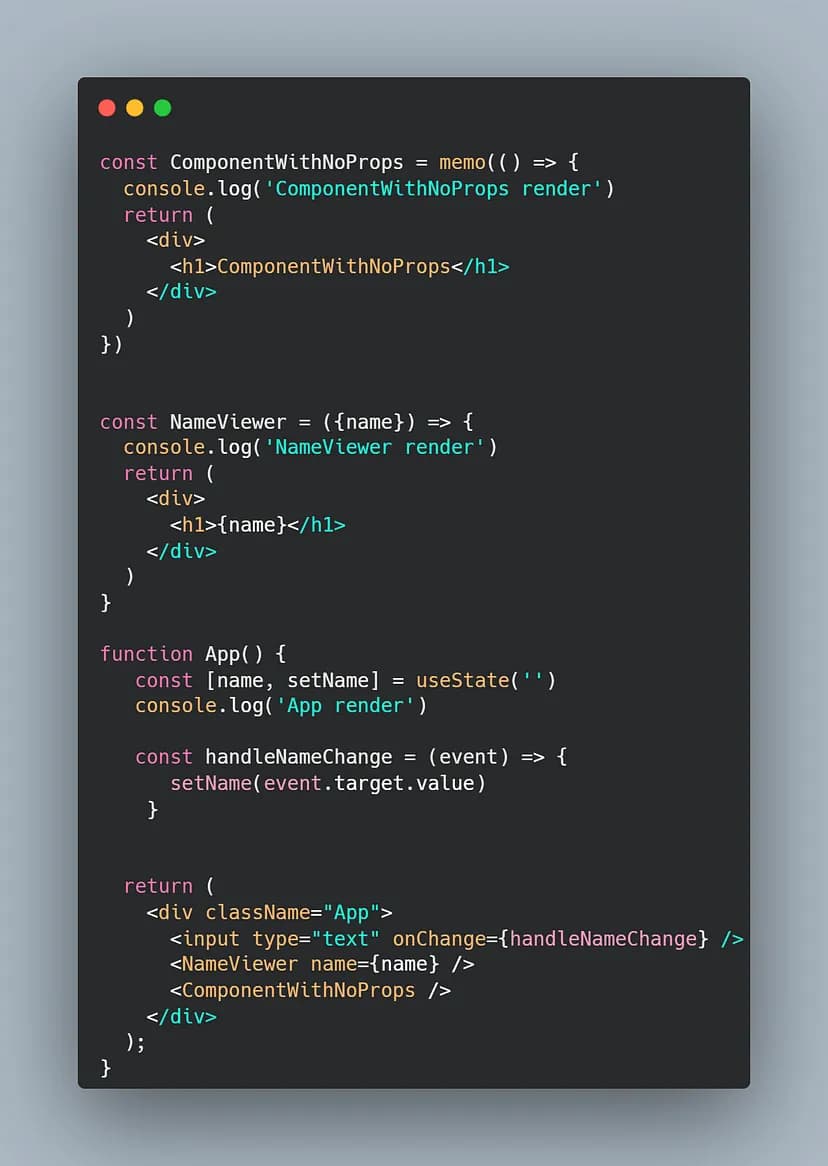 const ComponentWithNoProps = memo(() => {
  console.log('ComponentWithNoProps render')
  return (
    <div>
      <h1>ComponentWithNoProps</h1>
    </div>
  )
})
const NameViewer = ({name}) => {
  console.log('NameViewer render')
  return (
    <div>
      <h1>{name}</h1>
    </div>
  )
}
function App() {
   const [name, setName] = useState('')
   console.log('App render')
   const handleNameChange = (event) => {
      setName(event.target.value)
    }
  return (
    <div className="App">
      <input type="text" onChange={handleNameChange} />
      <NameViewer name={name} />
      <ComponentWithNoProps />
    </div>
  );
}